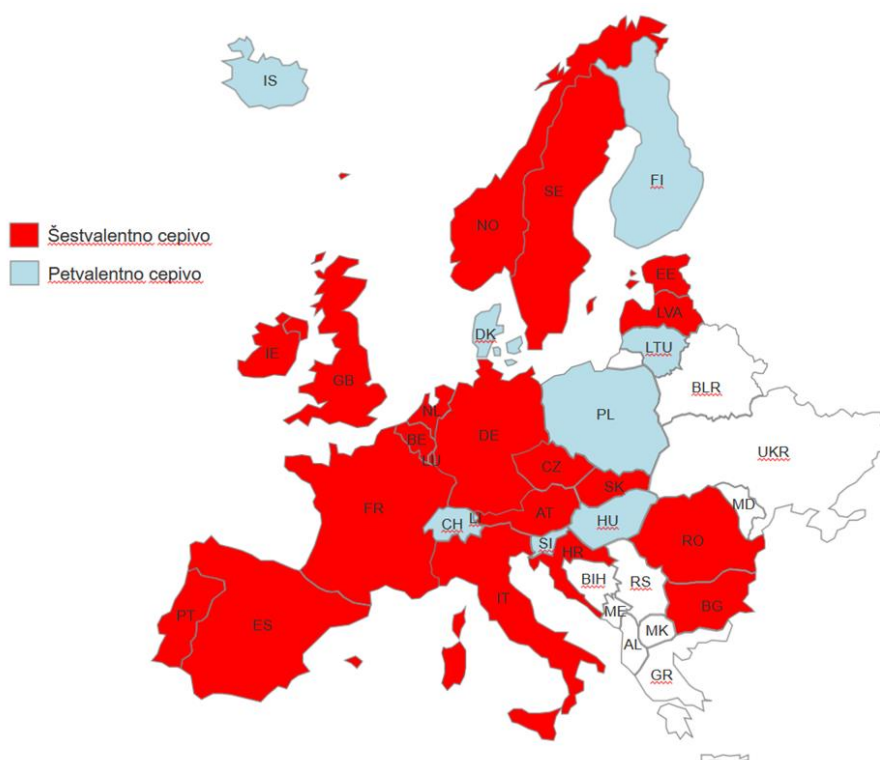 IS
FI
SE
NO
Šestvalentno cepivo
Petvalentno cepivo
EE
LVA
DK
LTU
IE
GB
BLR
NL
PL
BE
DE
LU
UKR
CZ
SK
MD
FR
CH
LI
AT
HU
RO
SI
HR
BIH
RS
IT
PT
ES
ME
BG
MK
AL
GR